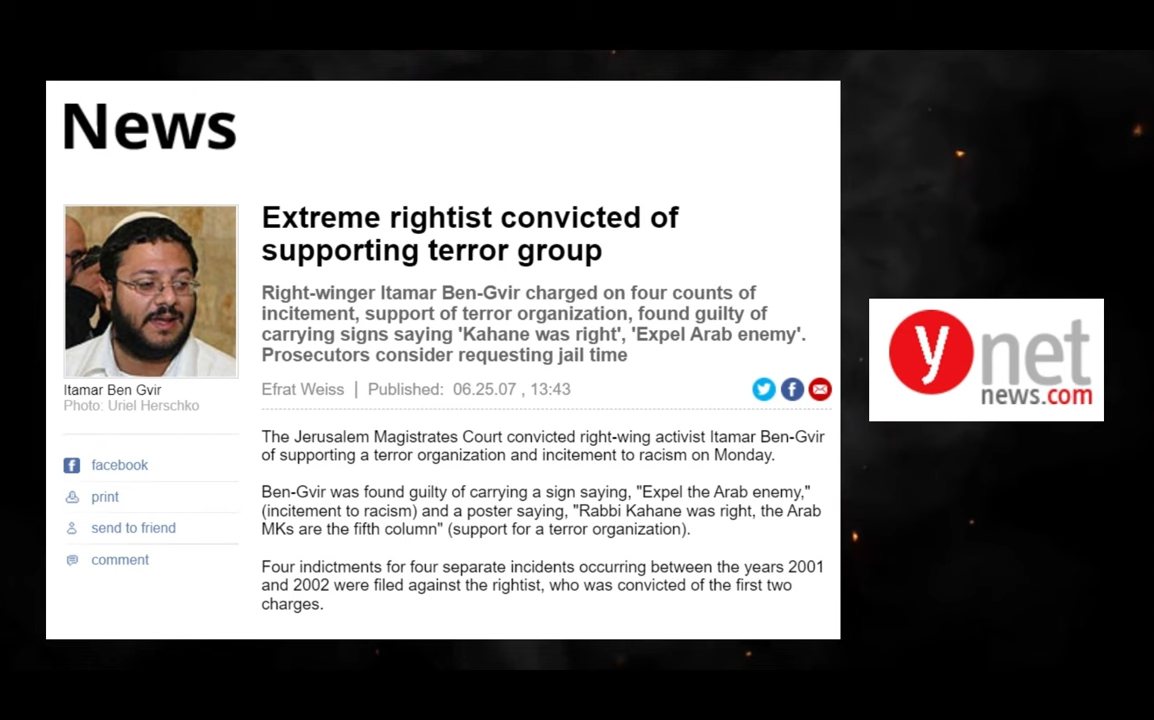 News
Extreme rightist convicted of
supporting terror group
Right-winger Itamar Ben-Gvir charged on four counts of
incitement, support of terror organization, found guilty of
carrying signs saying 'Kahane was right', 'Expel Arab enemy'.
Prosecutors consider requesting jail time
Efrat Weiss | Published: 06.25.07 , 13:43
Itamar Ben Gvir
Photo: Uriel Herschko
facebook
print
send to friend
comment
The Jerusalem Magistrates Court convicted right-wing activist Itamar Ben-Gvir
of supporting a terror organization and incitement to racism on Monday.
Ben-Gvir was found guilty of carrying a sign saying, "Expel the Arab enemy,"
(incitement to racism) and a poster saying, "Rabbi Kahane was right, the Arab
MKs are the fifth column" (support for a terror organization).
Four indictments for four separate incidents occurring between the years 2001
and 2002 were filed against the rightist, who was convicted of the first two
charges.
ynet
news.com